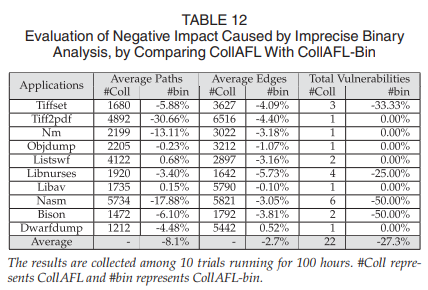 TABLE 12
Evaluation of Negative Impact Caused by Imprecise Binary
Analysis, by Comparing CollAFL With CollAFL-Bin
Applications Average Paths Average Edges Total Vulnerabilities
#Coll #bin #Coll #bin #Coll #bin
Tiffset 1680 -5.88% 3627 -4.09% 3 -33.33%
Tiff2pdf 4892 -30.66% 6516 -4.40% 1 0.00%
Nm 2199 -13.11% 3022 -3.18% 1 0.00%
Objdump 2205 -0.23% 3212 -1.07% 1 0.00%
Listswf 4122 0.68% 2897 -3.16% 2 0.00%
Libnurses 1920 -3.40% 1642 -5.73% 4 -25.00%
Libav 1735 0.15% 5790 -0.10% 1 0.00%
Nasm 5734 -17.88% 5821 -3.05% 6 -50.00%
Bison 1472 -6.10% 1792 -3.81% 2 -50.00%
Dwarfdump 1212 -4.48% 5442 0.52% 1 0.00%
Average - -8.1% - -2.7% 22 -27.3%
The results are collected among 10 trials running for 100 hours. #Coll repre-
sents CollAFL and #bin represents CollAFL-bin.